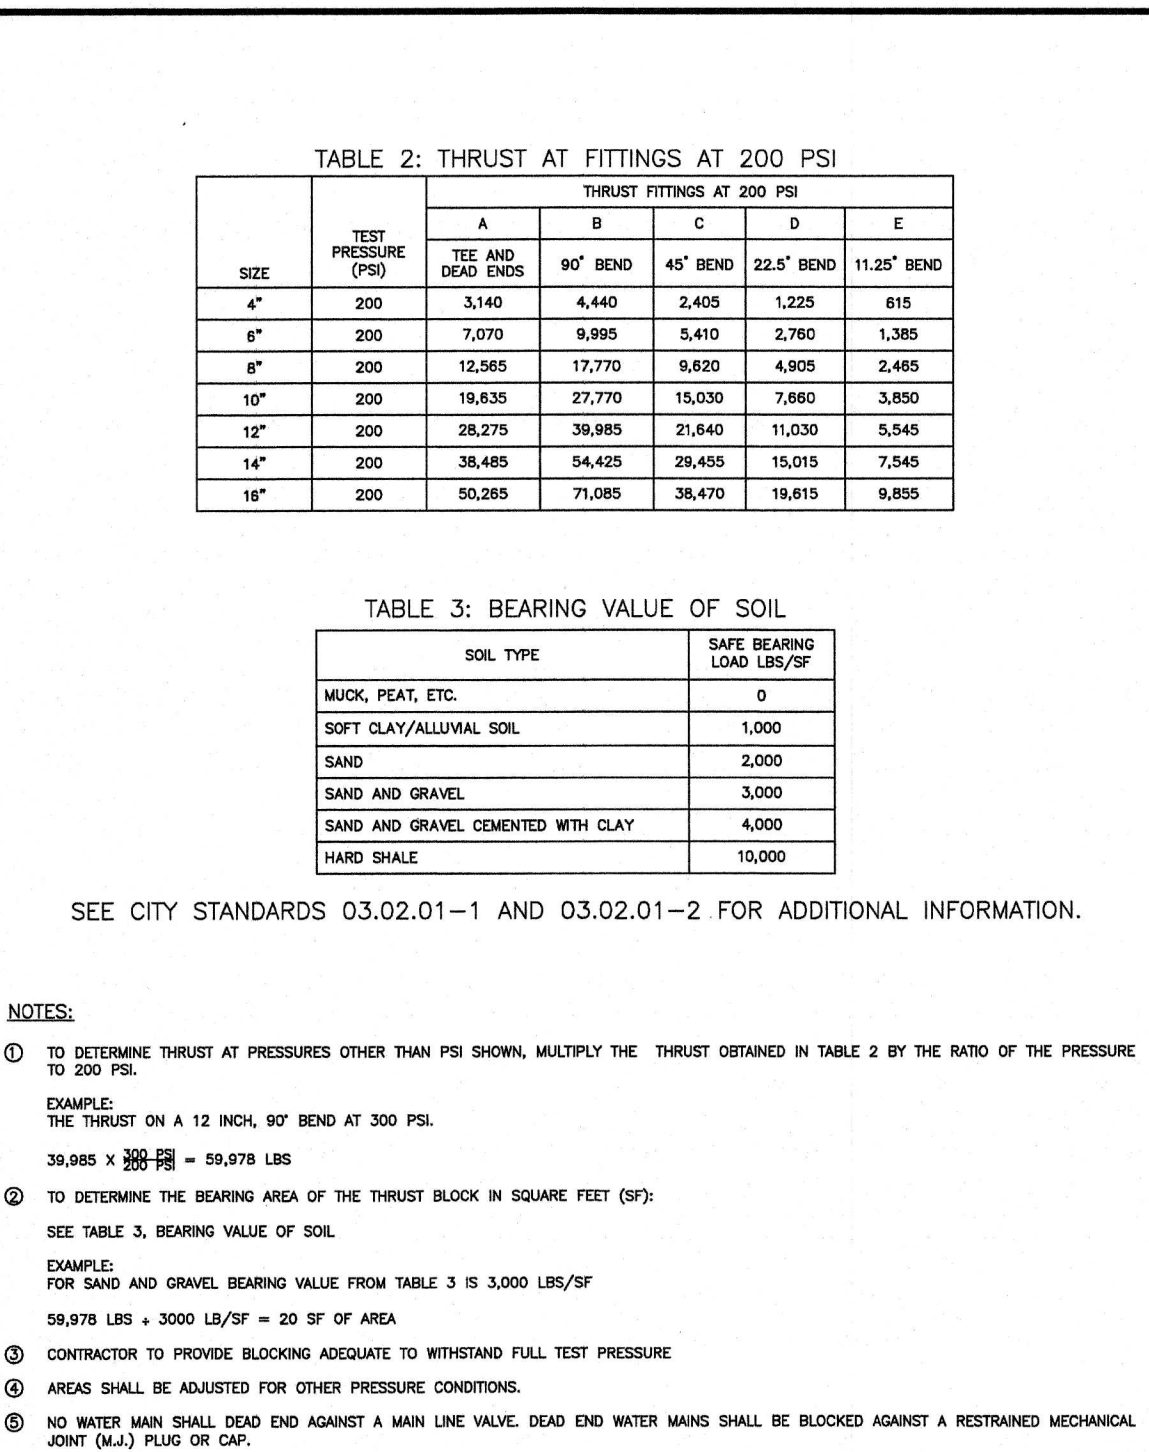 TABLE 2: THRUST AT FITTINGS AT 200 PSI
SIZE
TEST PRESSURE (PSI)
THRUST FITTINGS AT 200 PSI
A B C D E
TEE AND DEAD ENDS 90° BEND 45° BEND 22.5° BEND 11.25° BEND
4" 200 3,140 4,440 2,405 1,225 615
6" 200 7,070 9,995 5,410 2,760 1,385
8" 200 12,565 17,770 9,620 4,905 2,465
10" 200 19,635 27,770 15,030 7,660 3,850
12" 200 28,275 39,985 21,640 11,030 5,545
14" 200 38,485 54,425 29,455 15,015 7,545
16" 200 50,265 71,085 38,470 19,615 9,855
TABLE 3: BEARING VALUE OF SOIL
SOIL TYPE SAFE BEARING LOAD LBS/SF
MUCK, PEAT, ETC. 0
SOFT CLAY/ALLUVIAL SOIL 1,000
SAND 2,000
SAND AND GRAVEL 3,000
SAND AND GRAVEL CEMENTED WITH CLAY 4,000
HARD SHALE 10,000
SEE CITY STANDARDS 03.02.01-1 AND 03.02.01-2 FOR ADDITIONAL INFORMATION.
NOTES:
① TO DETERMINE THRUST AT PRESSURES OTHER THAN PSI SHOWN, MULTIPLY THE THRUST OBTAINED IN TABLE 2 BY THE RATIO OF THE PRESSURE
TO 200 PSI.
EXAMPLE:
THE THRUST ON A 12 INCH, 90° BEND AT 300 PSI.
39,985 X 300 PSI / 200 PSI = 59,978 LBS
② TO DETERMINE THE BEARING AREA OF THE THRUST BLOCK IN SQUARE FEET (SF):
SEE TABLE 3, BEARING VALUE OF SOIL
EXAMPLE:
FOR SAND AND GRAVEL BEARING VALUE FROM TABLE 3 IS 3,000 LBS/SF
59,978 LBS ÷ 3000 LB/SF = 20 SF OF AREA
③ CONTRACTOR TO PROVIDE BLOCKING ADEQUATE TO WITHSTAND FULL TEST PRESSURE
④ AREAS SHALL BE ADJUSTED FOR OTHER PRESSURE CONDITIONS.
⑤ NO WATER MAIN SHALL DEAD END AGAINST A MAIN LINE VALVE. DEAD END WATER MAINS SHALL BE BLOCKED AGAINST A RESTRAINED MECHANICAL
JOINT (M.J.) PLUG OR CAP.